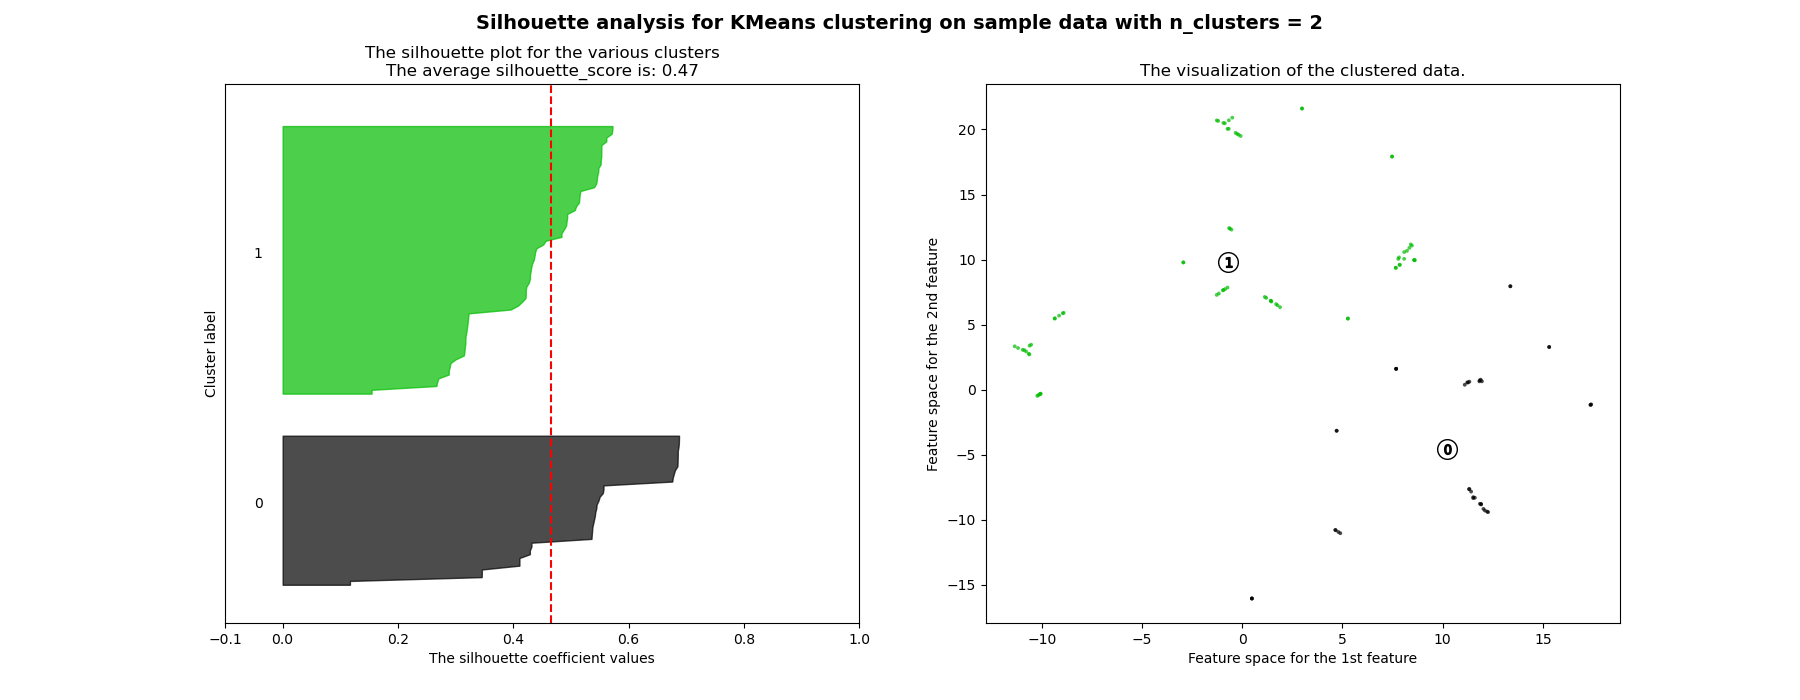 Silhouette analysis for KMeans clustering on sample data with n_clusters = 2
The silhouette plot for the various clusters
The average silhouette_score is: 0.47
1
0
Cluster label
−0.1 0.0 0.2 0.4 0.6 0.8 1.0
The silhouette coefficient values
The visualization of the clustered data.
20
15
10
5
0
−5
−10
−15
Feature space for the 2nd feature
1
0
−10 −5 0 5 10 15
Feature space for the 1st feature